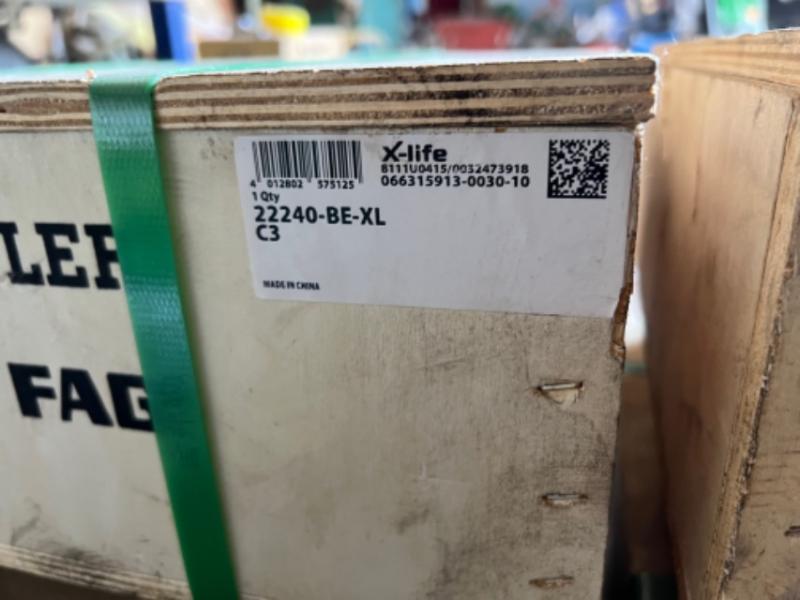 4 012802 575125
X-life
8111U0415/0032473918
066315913-0030-10
1 Qty
22240-BE-XL
C3
MADE IN CHINA
LEF
FAG